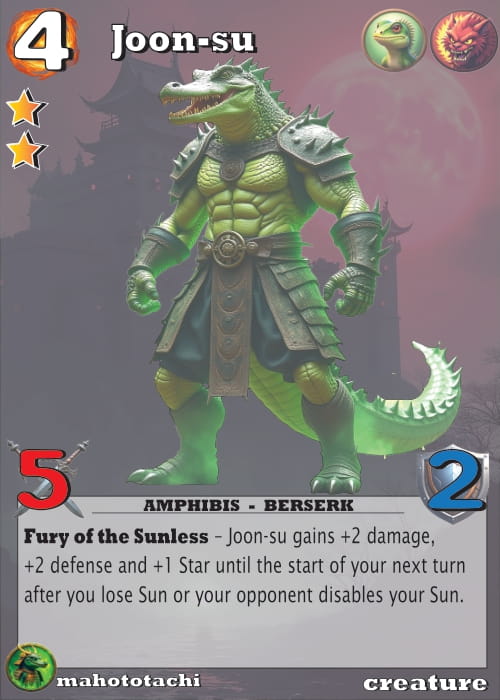 4 Joon-su
5 2
AMPHIBIS - BERSERK
Fury of the Sunless – Joon-su gains +2 damage,
+2 defense and +1 Star until the start of your next turn
after you lose Sun or your opponent disables your Sun.
mahototachi creature